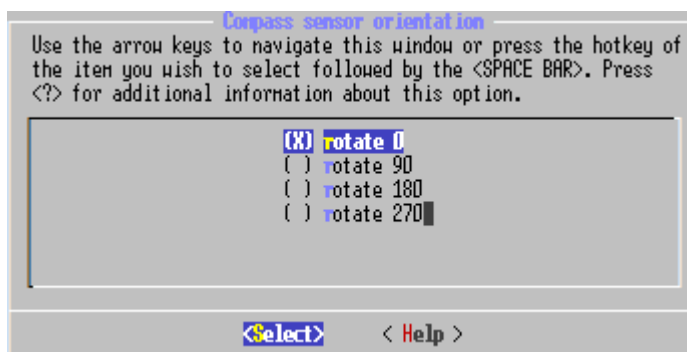 Compass sensor orientation
Use the arrow keys to navigate this window or press the hotkey of
the item you wish to select followed by the <SPACE BAR>. Press
<?> for additional information about this option.
(X) rotate 0
( ) rotate 90
( ) rotate 180
( ) rotate 270
<Select> < Help >